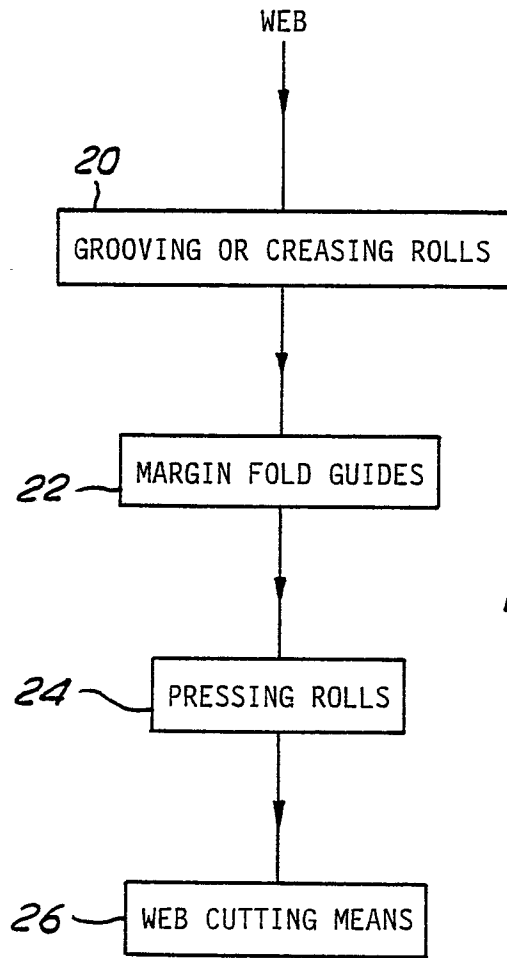 WEB
20
GROOVING OR CREASING ROLLS
MARGIN FOLD GUIDES
22
24
PRESSING ROLLS
26
WEB CUTTING MEANS